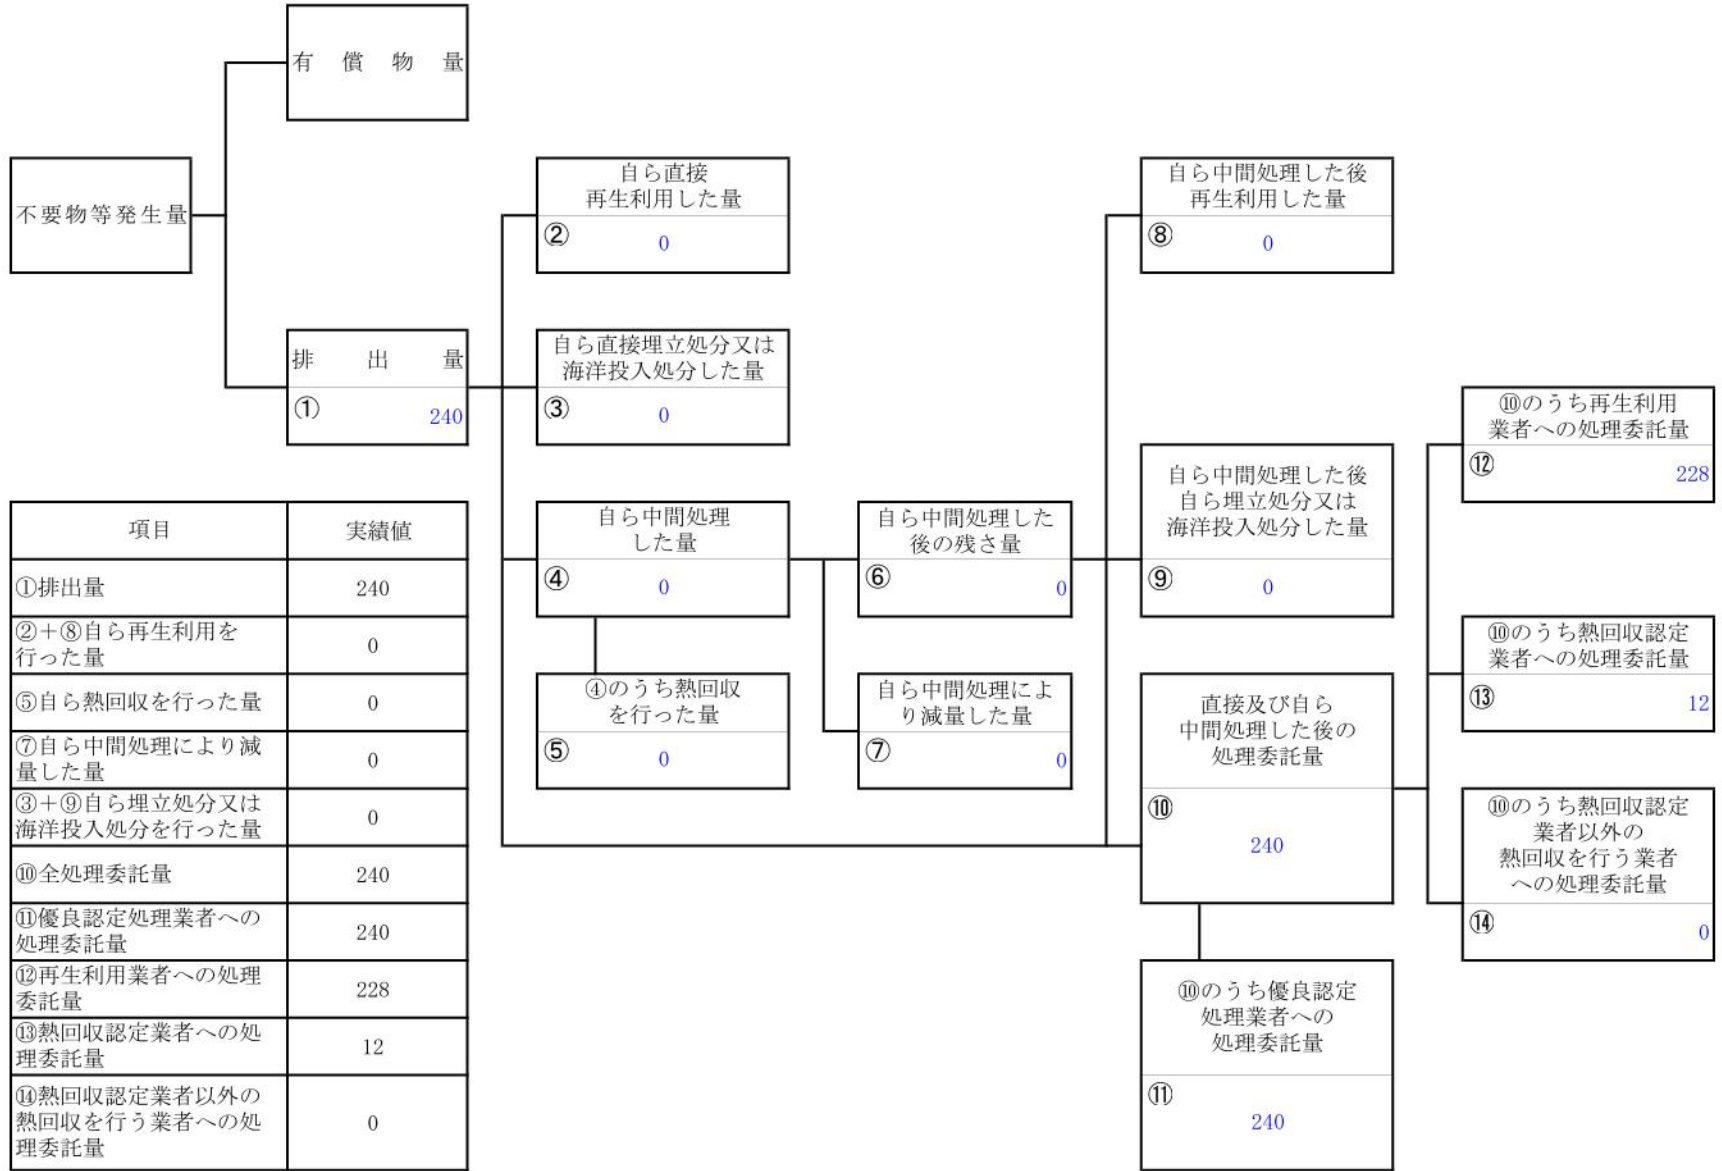 有償物量
不要物等発生量
自ら直接
再生利用した量
② 0
自ら中間処理した後
再生利用した量
⑧ 0
排出量
① 240
自ら直接埋立処分又は
海洋投入処分した量
③ 0
⑩のうち再生利用
業者への処理委託量
⑫ 228
自ら中間処理
した量
④ 0
自ら中間処理した
後の残さ量
⑥ 0
自ら中間処理した後
自ら埋立処分又は
海洋投入処分した量
⑨ 0
⑩のうち熱回収認定
業者への処理委託量
⑬ 12
④のうち熱回収
を行った量
⑤ 0
自ら中間処理によ
り減量した量
⑦ 0
直接及び自ら
中間処理した後の
処理委託量
⑩ 240
⑩のうち熱回収認定
業者以外の
熱回収を行う業者
への処理委託量
⑭ 0
⑩のうち優良認定
処理業者への
処理委託量
⑪ 240
項目 実績値
①排出量 240
②+⑧自ら再生利用を
行った量 0
⑤自ら熱回収を行った量 0
⑦自ら中間処理により減
量した量 0
③+⑨自ら埋立処分又は
海洋投入処分を行った量 0
⑩全処理委託量 240
⑪優良認定処理業者への
処理委託量 240
⑫再生利用業者への処理
委託量 228
⑬熱回収認定業者への処
理委託量 12
⑭熱回収認定業者以外の
熱回収を行う業者への処
理委託量 0